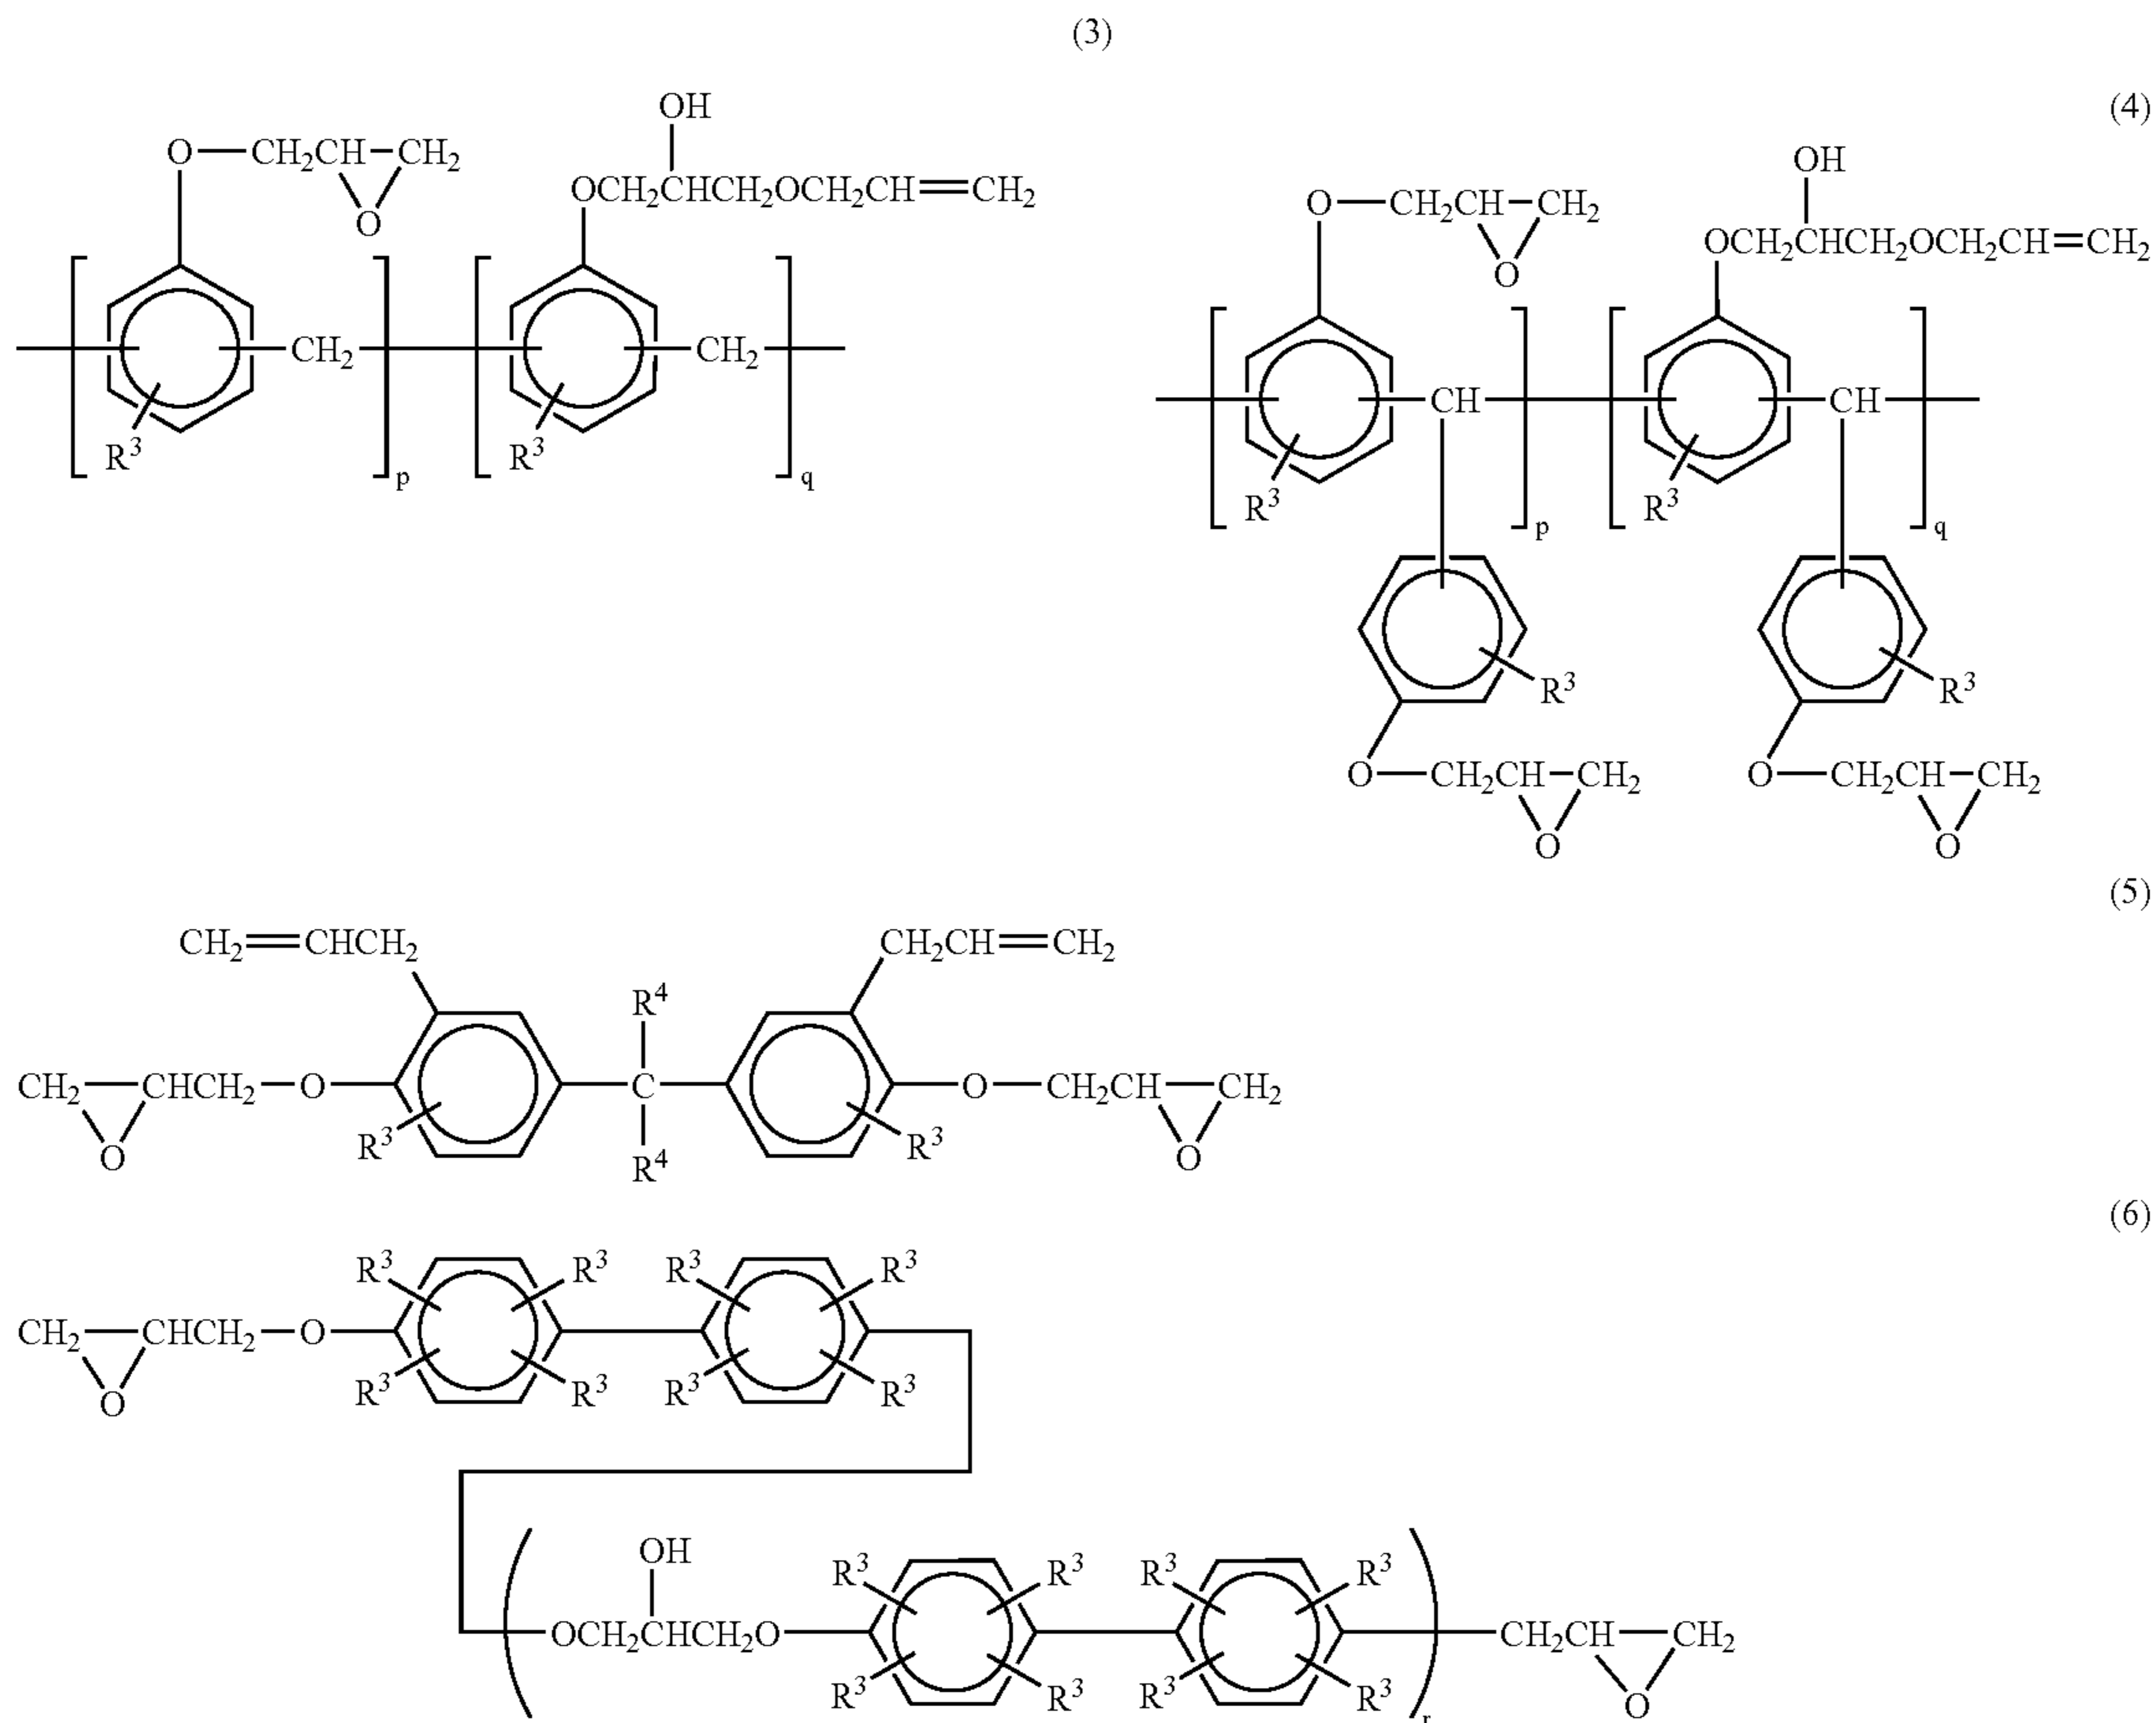 (3)
OH
O—CH₂CH—CH₂
O
OCH₂CHCH₂OCH₂CH=CH₂
CH₂
CH₂
R³
R³
p
q
(4)
OH
O—CH₂CH—CH₂
O
OCH₂CHCH₂OCH₂CH=CH₂
CH
CH
R³
R³
p
q
R³
R³
O—CH₂CH—CH₂
O—CH₂CH—CH₂
O
O
(5)
CH₂=CHCH₂
CH₂CH=CH₂
R⁴
CH₂—CHCH₂—O
C
O—CH₂CH—CH₂
O
R³
R³
O
R⁴
(6)
R³ R³ R³ R³
CH₂—CHCH₂—O
O
R³ R³ R³ R³
OH
R³ R³ R³ R³
OCH₂CHCH₂O
CH₂CH—CH₂
R³ R³ R³ R³
O
r